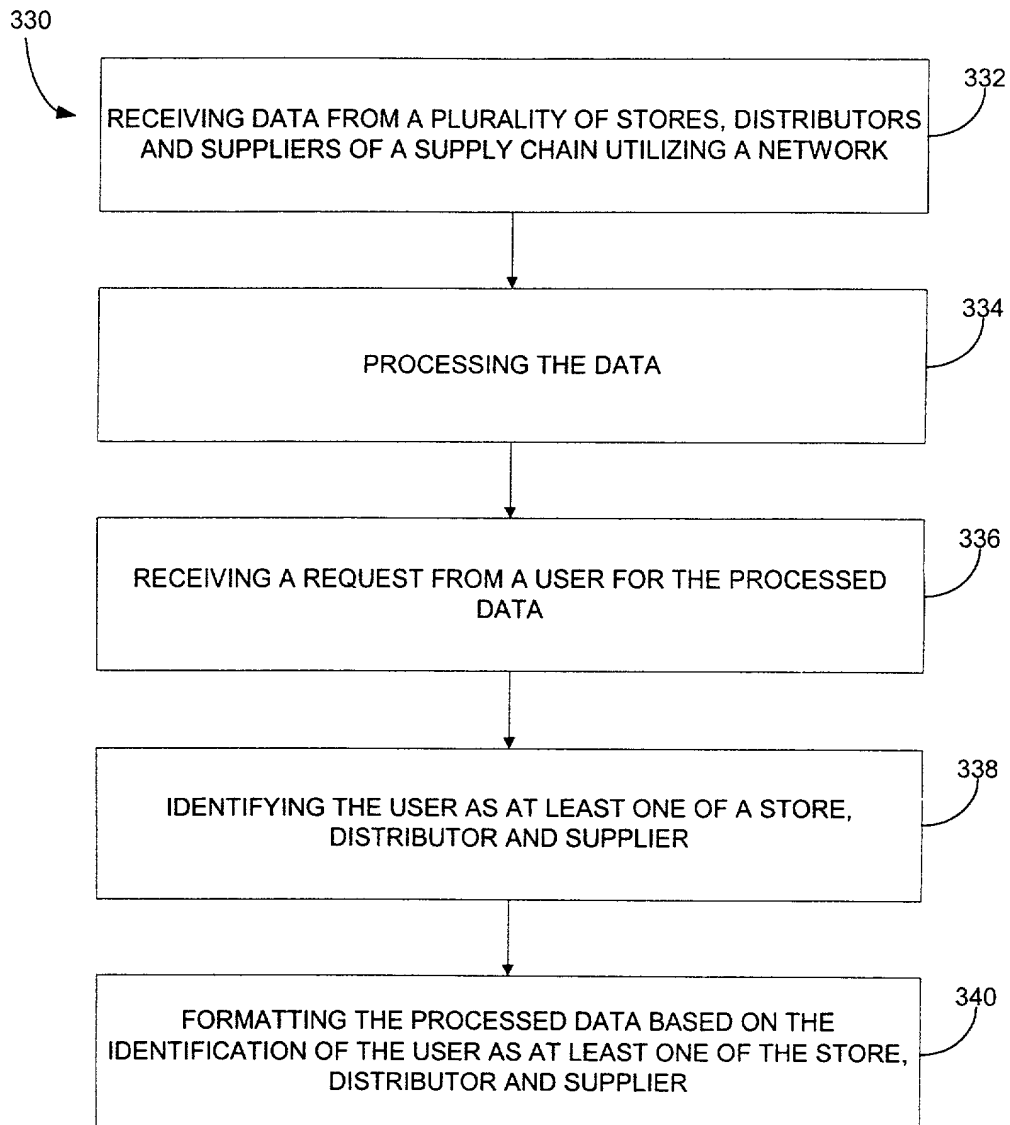 330
RECEIVING DATA FROM A PLURALITY OF STORES, DISTRIBUTORS
AND SUPPLIERS OF A SUPPLY CHAIN UTILIZING A NETWORK
332
PROCESSING THE DATA
334
RECEIVING A REQUEST FROM A USER FOR THE PROCESSED
DATA
336
IDENTIFYING THE USER AS AT LEAST ONE OF A STORE,
DISTRIBUTOR AND SUPPLIER
338
FORMATTING THE PROCESSED DATA BASED ON THE
IDENTIFICATION OF THE USER AS AT LEAST ONE OF THE STORE,
DISTRIBUTOR AND SUPPLIER
340